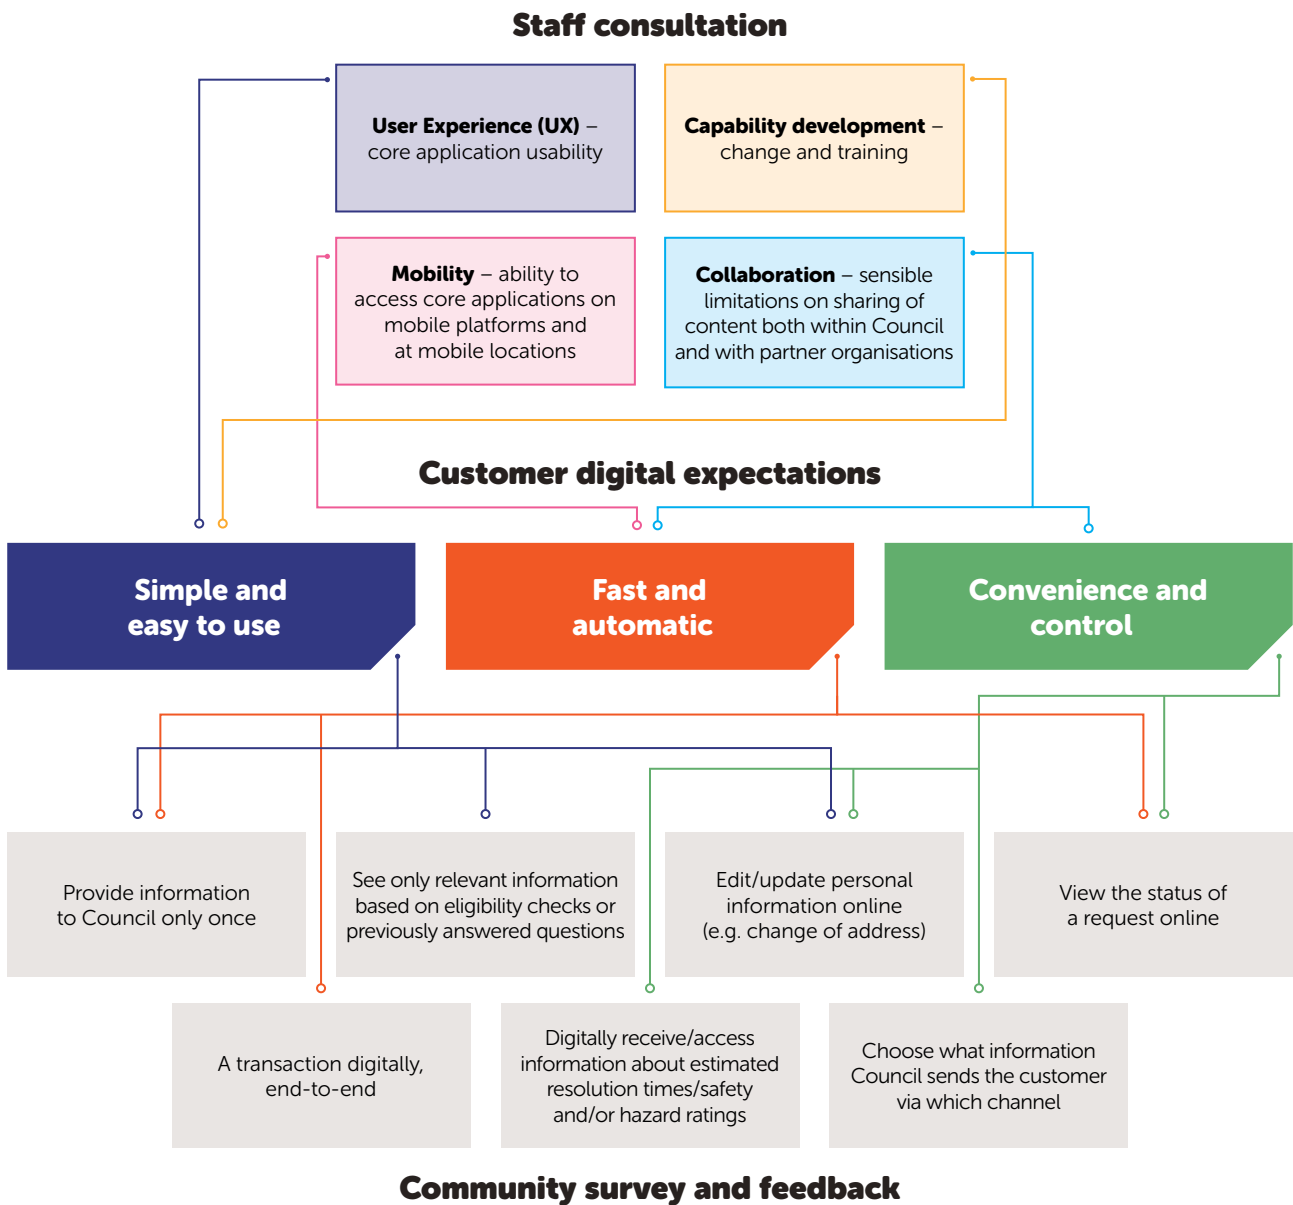 Staff consultation
User Experience (UX) –
core application usability
Capability development –
change and training
Mobility – ability to
access core applications on
mobile platforms and
at mobile locations
Collaboration – sensible
limitations on sharing of
content both within Council
and with partner organisations
Customer digital expectations
Simple and
easy to use
Fast and
automatic
Convenience and
control
Provide information
to Council only once
See only relevant information
based on eligibility checks or
previously answered questions
Edit/update personal
information online
(e.g. change of address)
View the status of
a request online
A transaction digitally,
end-to-end
Digitally receive/access
information about estimated
resolution times/safety
and/or hazard ratings
Choose what information
Council sends the customer
via which channel
Community survey and feedback